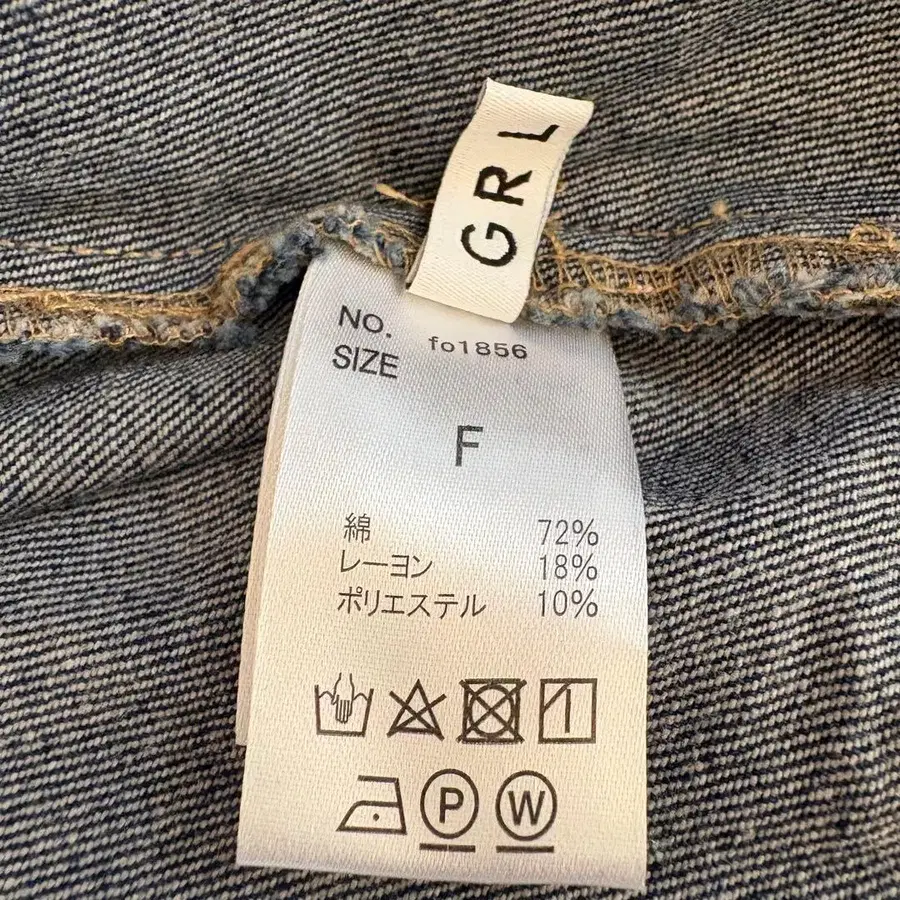 GRL
NO. fo1856
SIZE
F
綿 72%
レーヨン 18%
ポリエステル 10%
P W